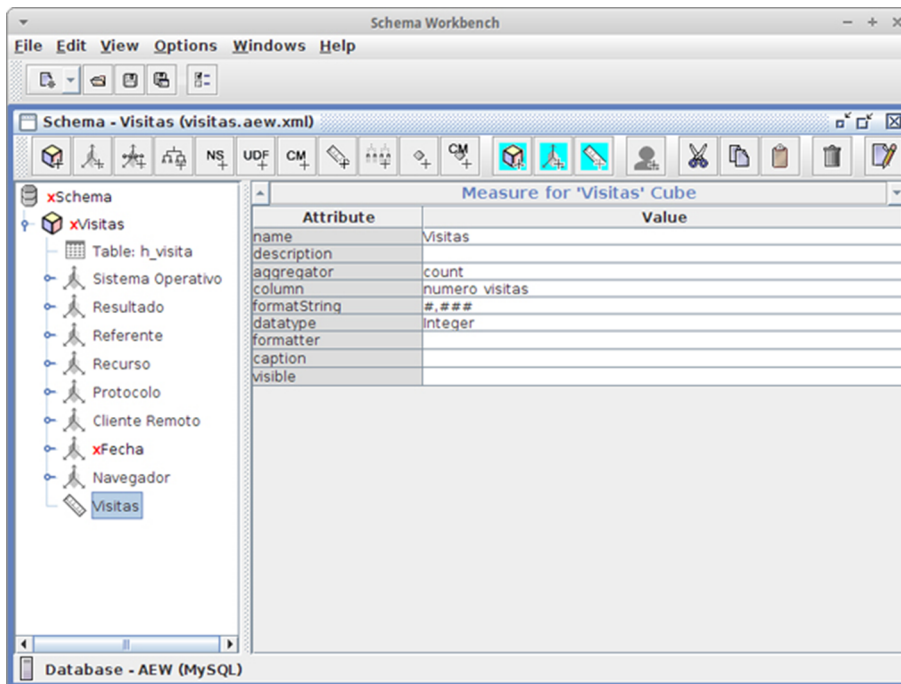 Schema Workbench
File Edit View Options Windows Help
Schema - Visitas (visitas.aew.xml)
NS UDF CM CM
xSchema
xVisitas
Table: h_visita
Sistema Operativo
Resultado
Referente
Recurso
Protocolo
Cliente Remoto
xFecha
Navegador
Visitas
Measure for 'Visitas' Cube
Attribute Value
name Visitas
description
aggregator count
column numero_visitas
formatString #,###
datatype Integer
formatter
caption
visible
Database - AEW (MySQL)